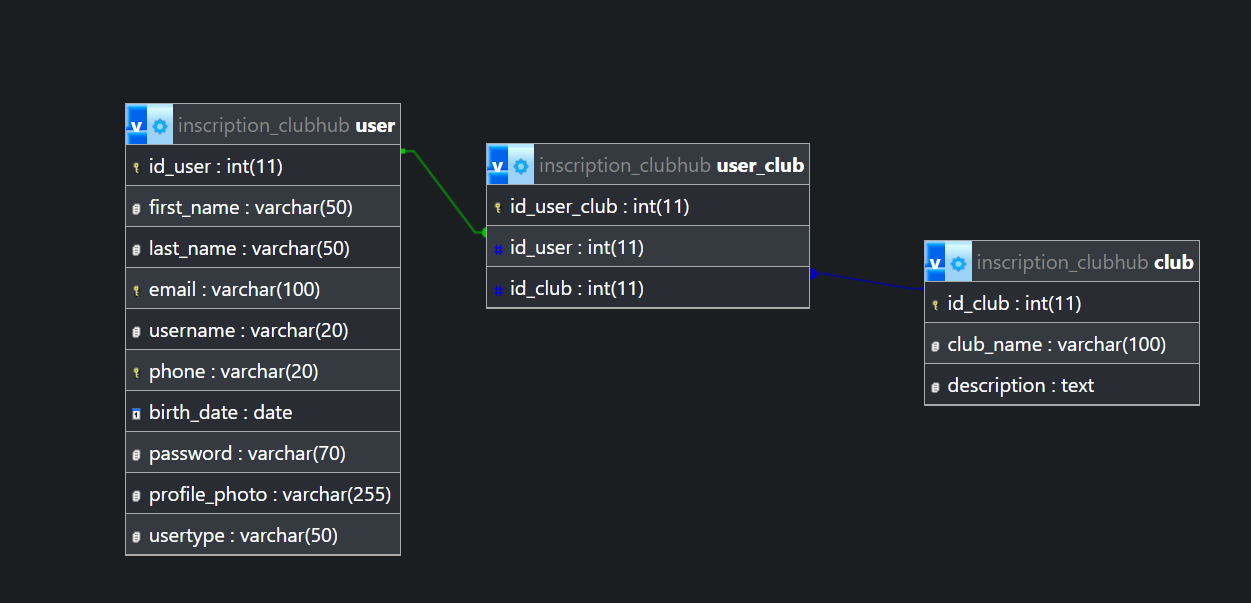 v inscription_clubhub user
id_user : int(11)
first_name : varchar(50)
last_name : varchar(50)
email : varchar(100)
username : varchar(20)
phone : varchar(20)
1 birth_date : date
password : varchar(70)
profile_photo : varchar(255)
usertype : varchar(50)
v inscription_clubhub user_club
id_user_club : int(11)
# id_user : int(11)
# id_club : int(11)
v inscription_clubhub club
id_club : int(11)
club_name : varchar(100)
description : text